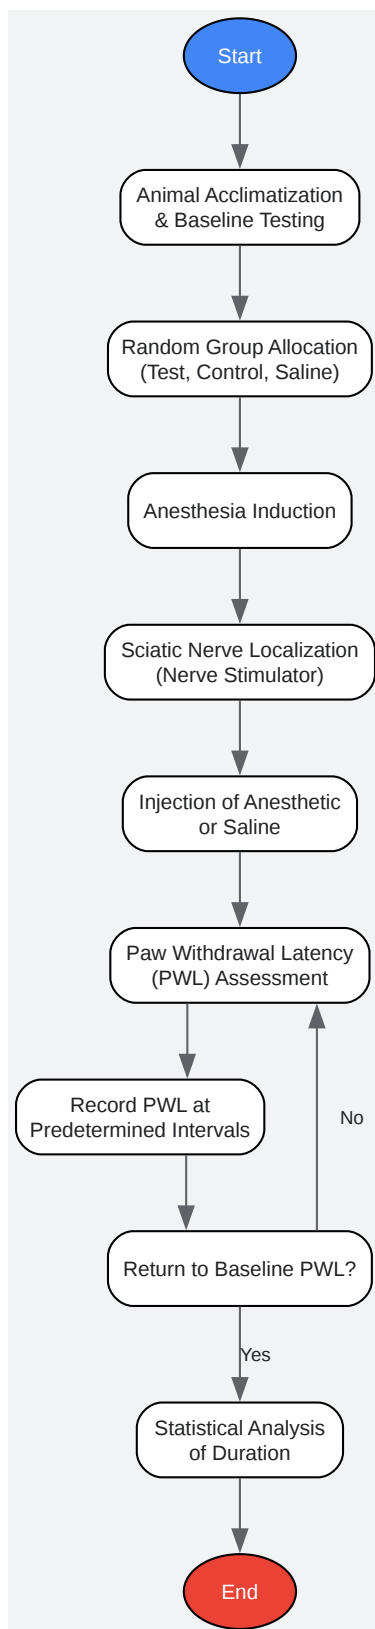 Start
Animal Acclimatization
& Baseline Testing
Random Group Allocation
(Test, Control, Saline)
Anesthesia Induction
Sciatic Nerve Localization
(Nerve Stimulator)
Injection of Anesthetic
or Saline
Paw Withdrawal Latency
(PWL) Assessment
Record PWL at
Predetermined Intervals
No
Return to Baseline PWL?
Yes
Statistical Analysis
of Duration
End